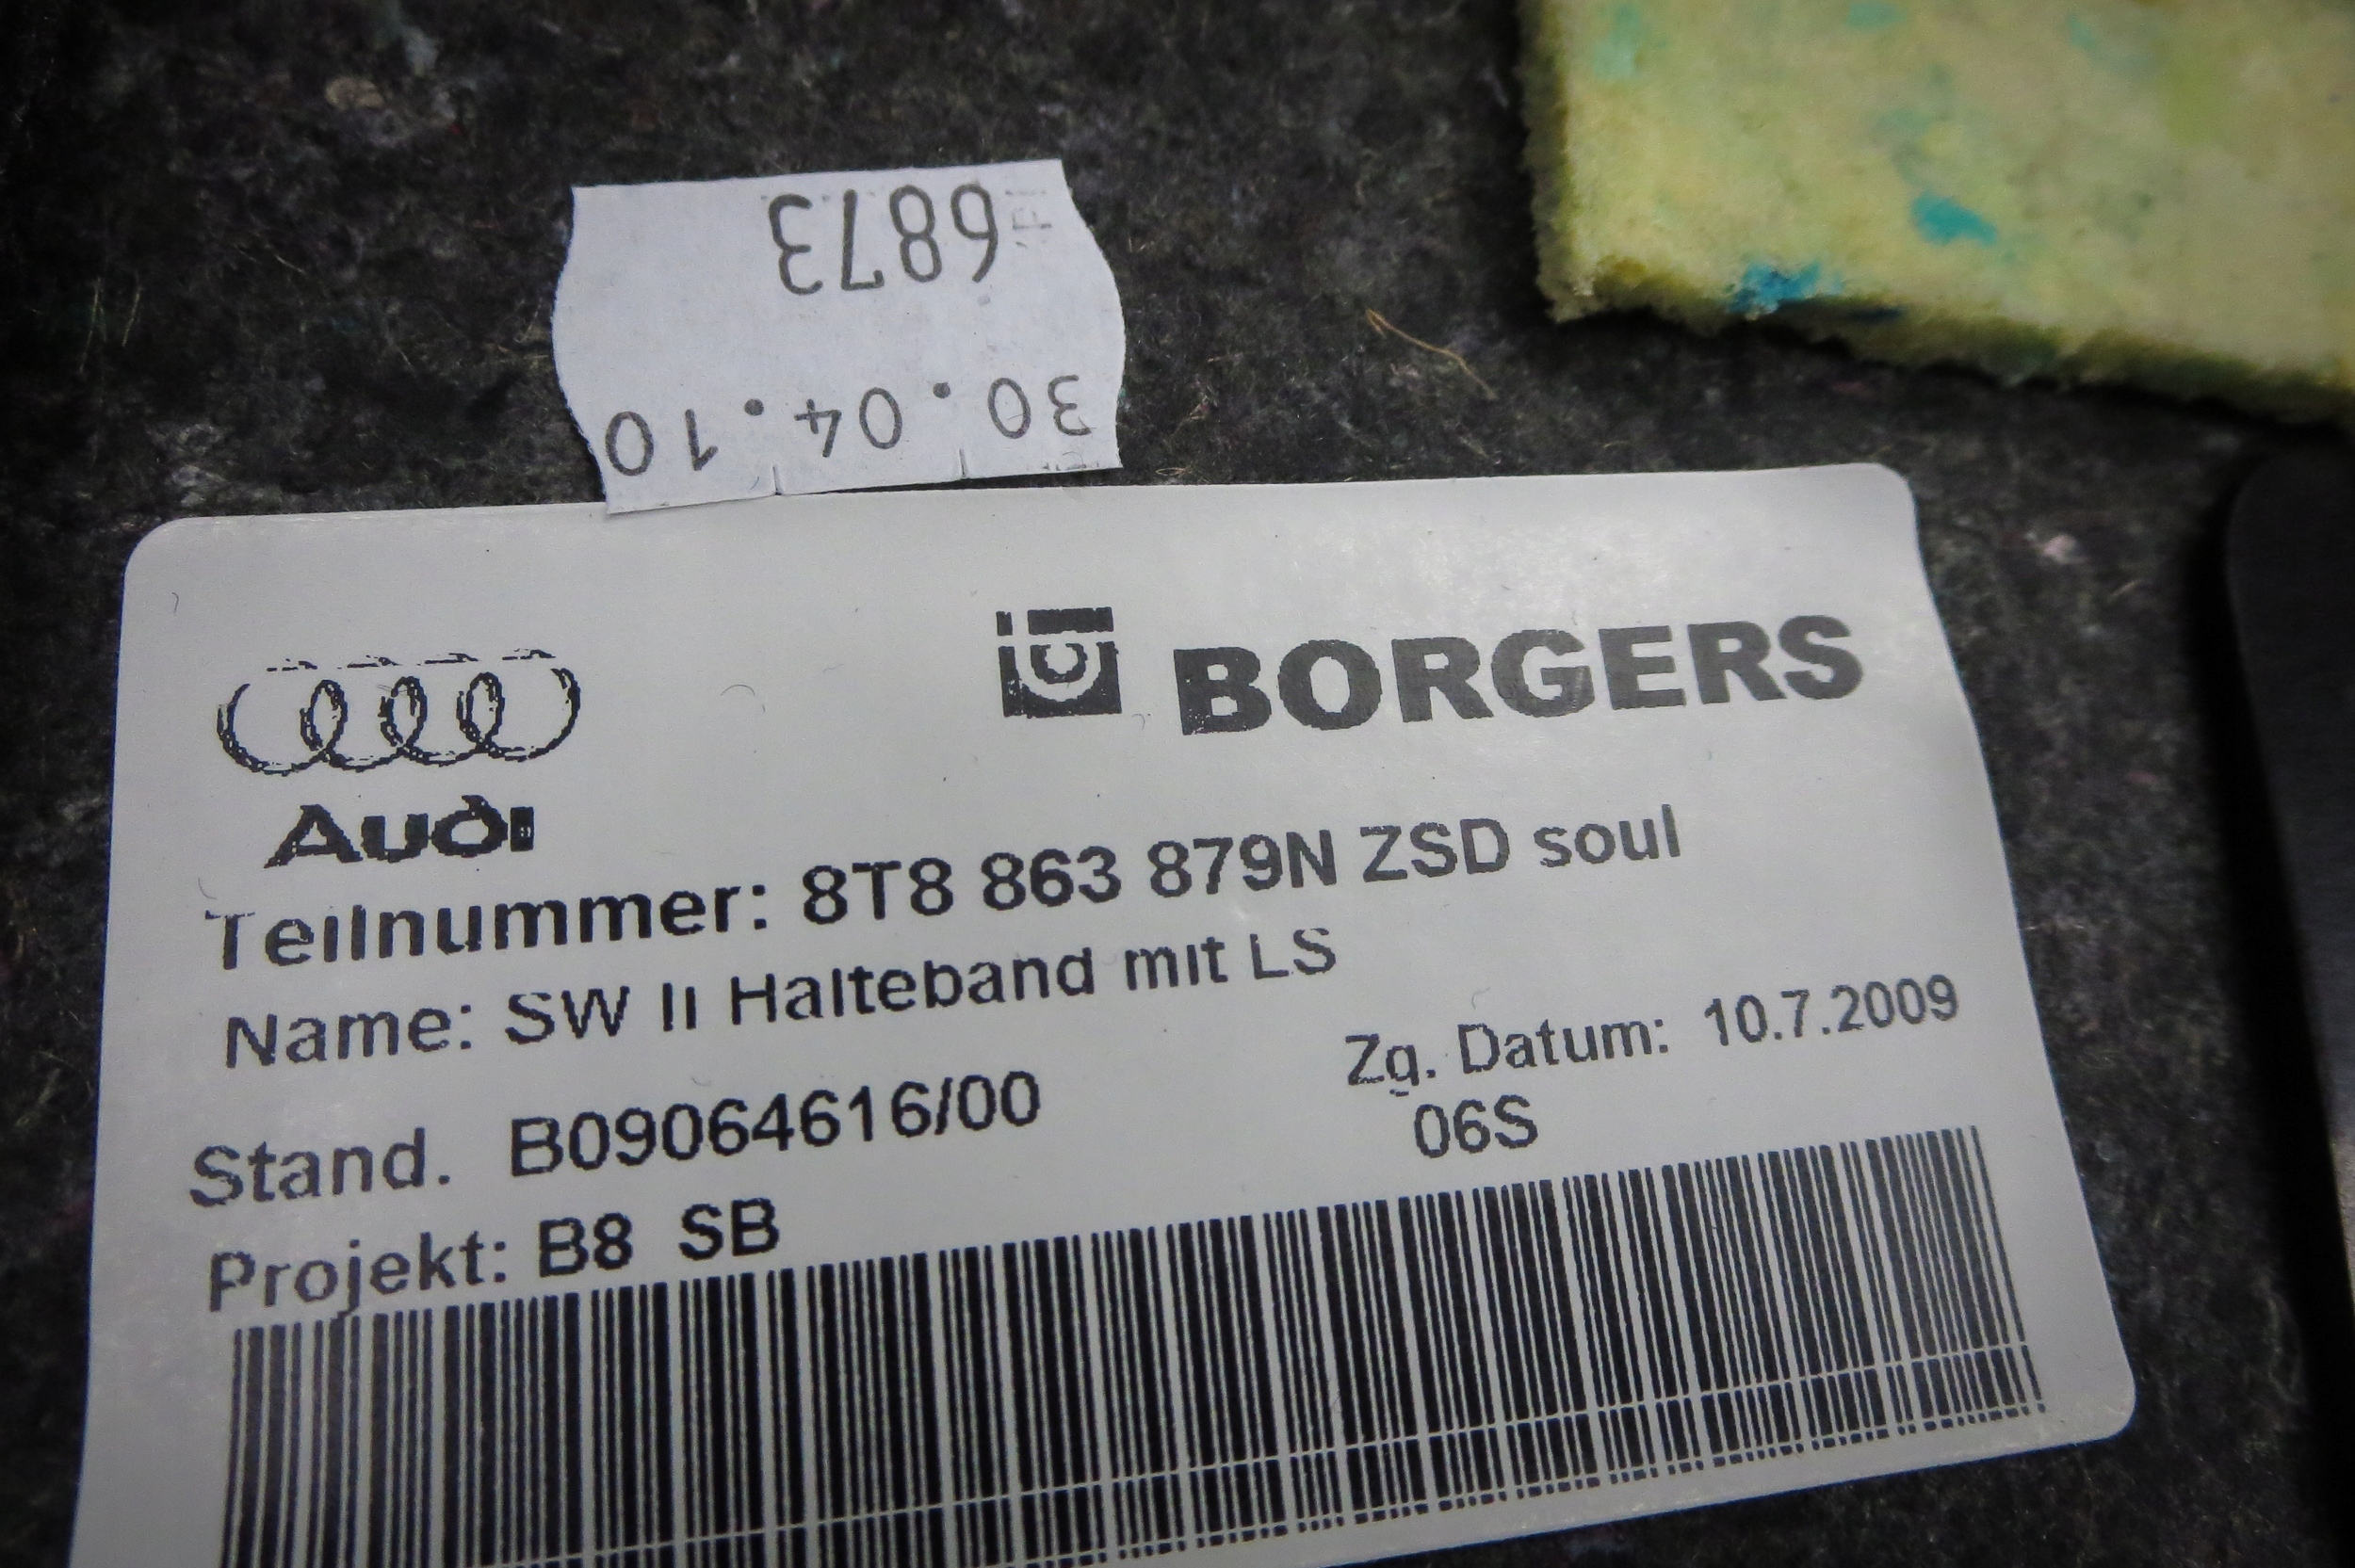 6873
30.04.10
BORGERS
Audi
Teilnummer: 8T8 863 879N ZSD soul
Name: SW II Halteband mit LS
Zg. Datum: 10.7.2009
Stand. B09064616/00
06S
Projekt: B8 SB